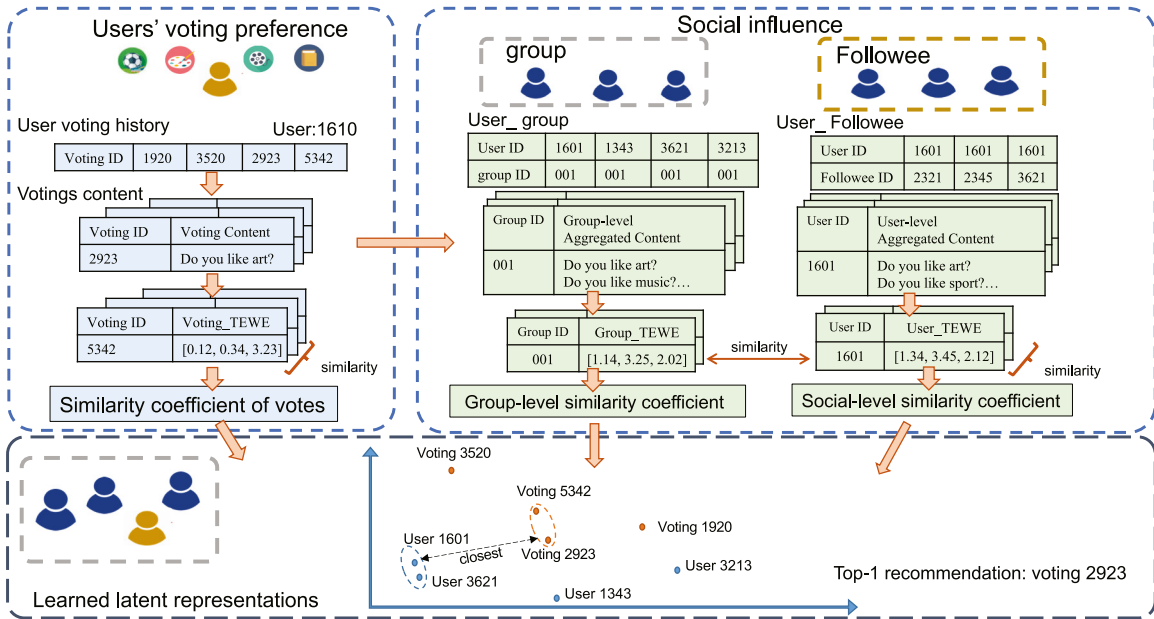 Users' voting preference
User voting history
User:1610
Voting ID 1920 3520 2923 5342
Votings content
Voting ID Voting Content
2923 Do you like art?
Voting ID Voting_TEWE
5342 [0.12, 0.34, 3.23]
similarity
Similarity coefficient of votes
Social influence
group
Followee
User_ group
User ID 1601 1343 3621 3213
group ID 001 001 001 001
Group ID Group-level
Aggregated Content
001 Do you like art?
Do you like music?...
Group ID Group_TEWE
001 [1.14, 3.25, 2.02]
Group-level similarity coefficient
similarity
User_ Followee
User ID 1601 1601 1601
Followee ID 2321 2345 3621
User ID User-level
Aggregated Content
1601 Do you like art?
Do you like sport?...
User ID User_TEWE
1601 [1.34, 3.45, 2.12]
similarity
Social-level similarity coefficient
Learned latent representations
Voting 3520
Voting 5342
Voting 1920
User 1601
closest
Voting 2923
User 3621
User 3213
User 1343
Top-1 recommendation: voting 2923